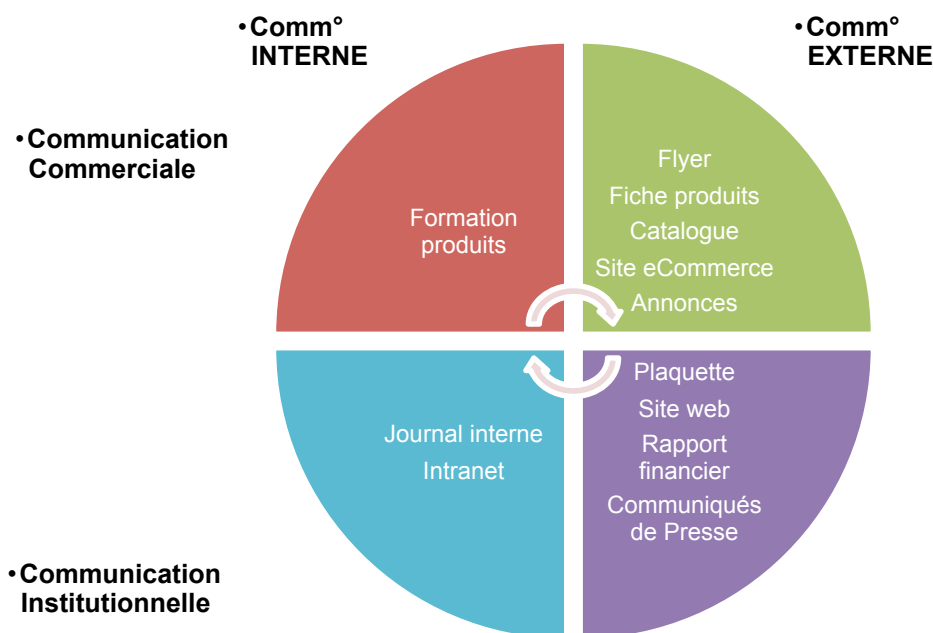 •Comm°
INTERNE
•Comm°
EXTERNE
•Communication
Commerciale
Formation
produits
Flyer
Fiche produits
Catalogue
Site eCommerce
Annonces
Journal interne
Intranet
Plaquette
Site web
Rapport
financier
Communiqués
de Presse
•Communication
Institutionnelle